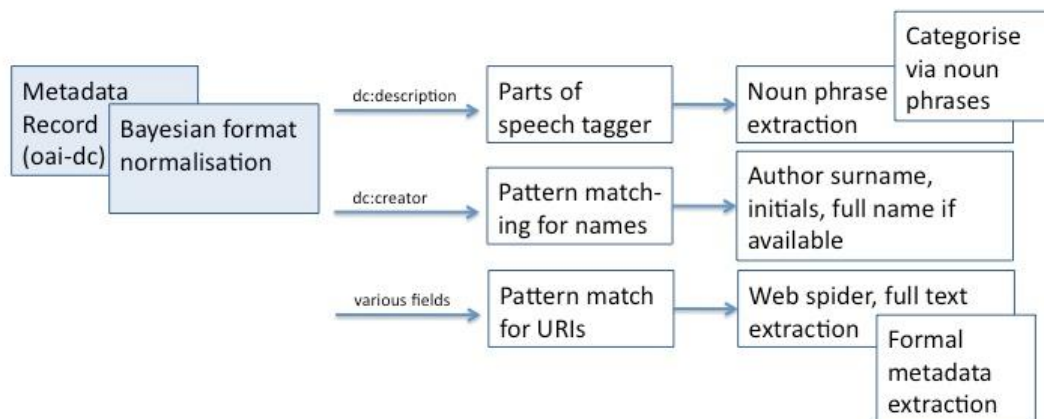 Metadata
Record
(oai-dc)
Bayesian format
normalisation
dc:description
Parts of
speech tagger
Noun phrase
extraction
Categorise
via noun
phrases
dc:creator
Pattern match-
ing for names
Author surname,
initials, full name if
available
various fields
Pattern match
for URIs
Web spider, full text
extraction
Formal
metadata
extraction